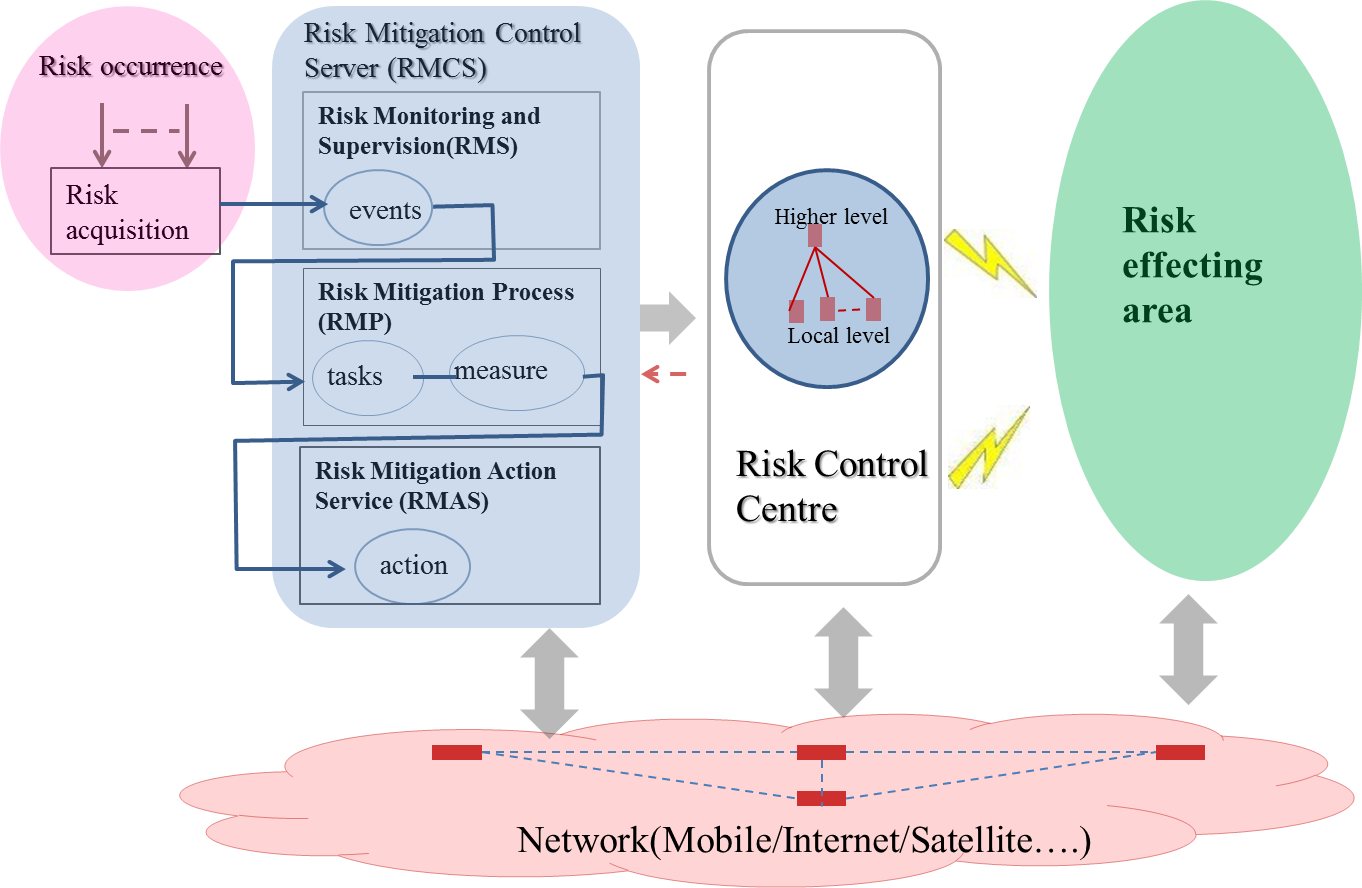 Risk occurrence
Risk
acquisition
Risk Mitigation Control
Server (RMCS)
Risk Monitoring and
Supervision(RMS)
events
Risk Mitigation Process
(RMP)
tasks
measure
Risk Mitigation Action
Service (RMAS)
action
Higher level
Local level
Risk Control
Centre
Risk
effecting
area
Network(Mobile/Internet/Satellite….)